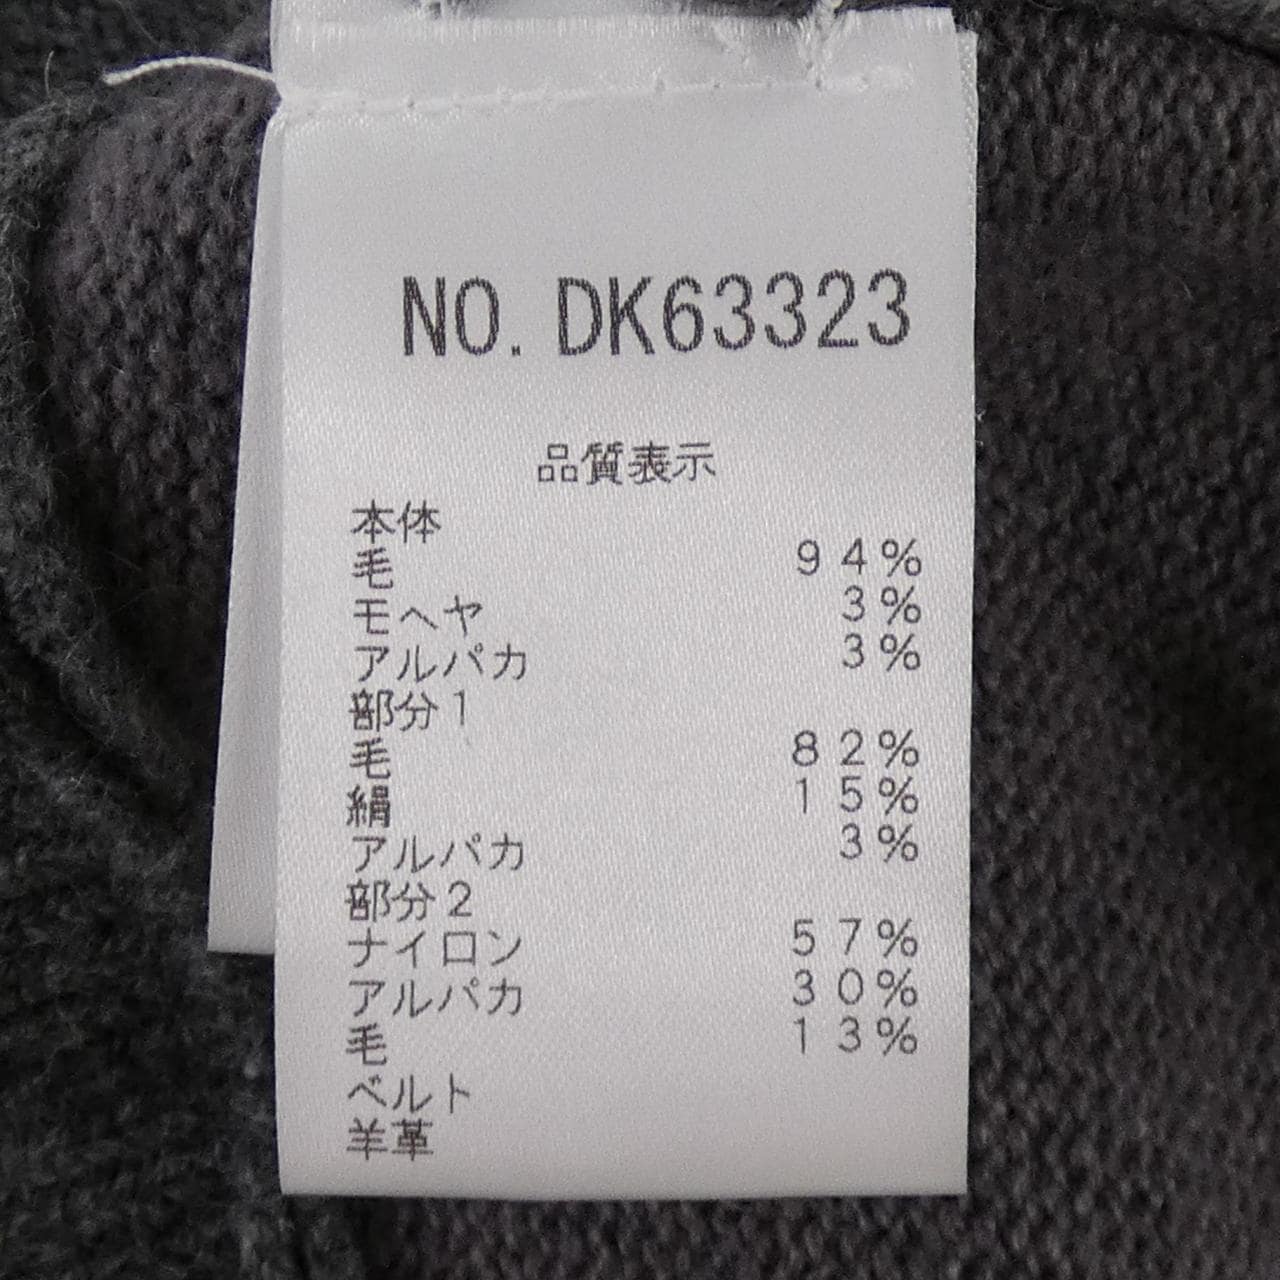 NO. DK63323
品質表示
本体
毛 94%
モヘヤ 3%
アルパカ 3%
部分1
毛 82%
絹 15%
アルパカ 3%
部分2
ナイロン 57%
アルパカ 30%
毛 13%
ベルト
羊革